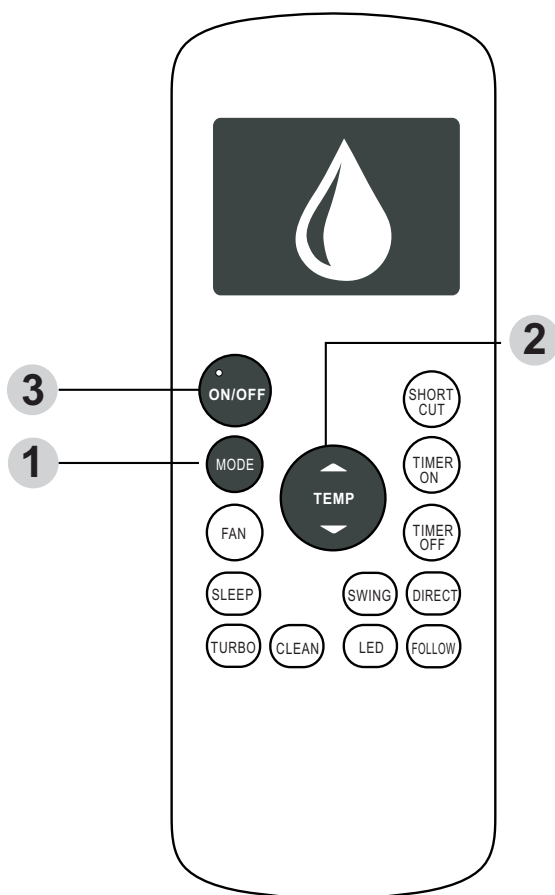 2
3
ON/OFF
SHORT
CUT
1
MODE
TEMP
TIMER
ON
FAN
TIMER
OFF
SLEEP
SWING
DIRECT
TURBO
CLEAN
LED
FOLLOW